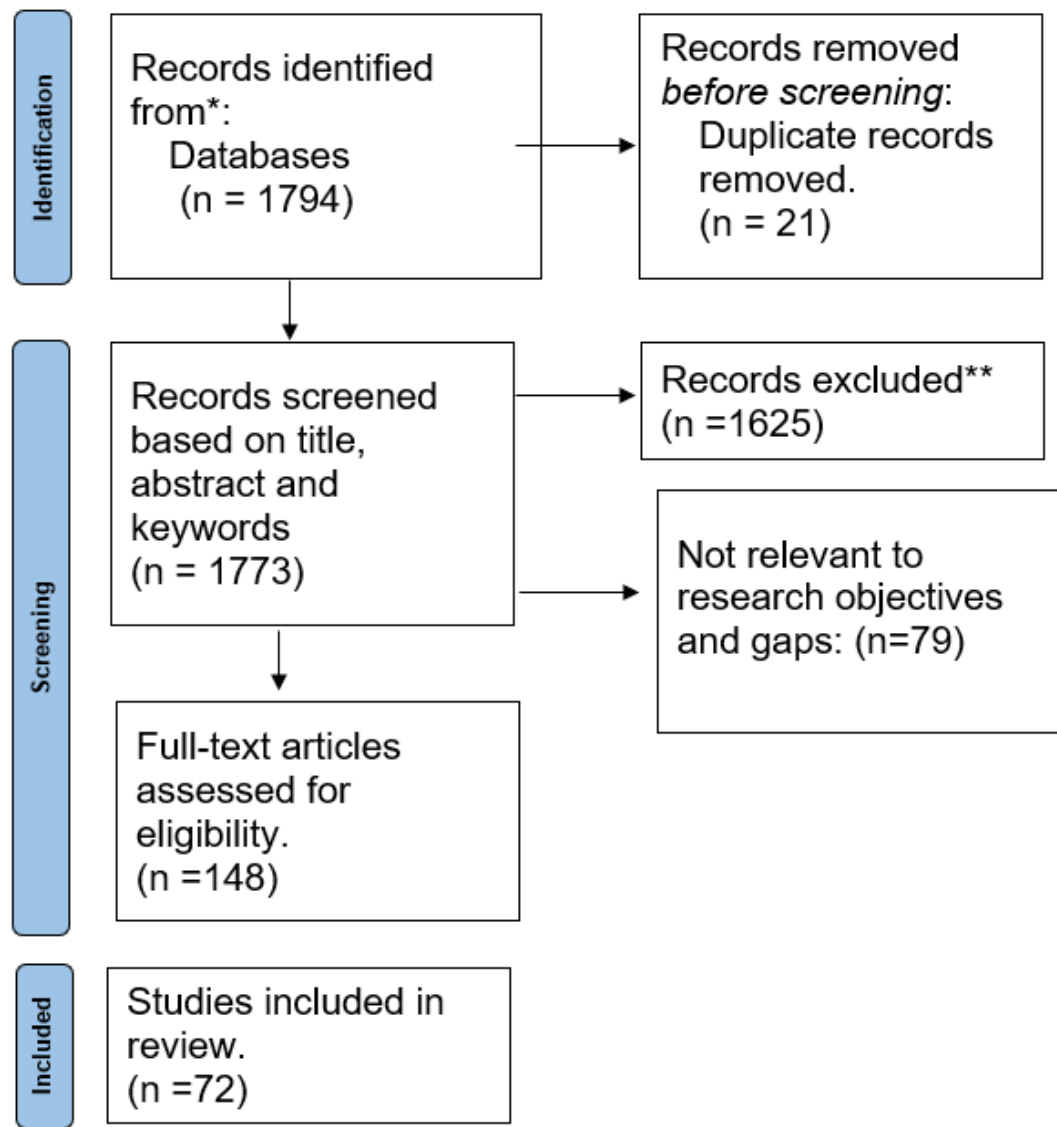 Identification
Records identified
from*:
Databases
(n = 1794)
Records removed
before screening:
Duplicate records
removed.
(n = 21)
Screening
Records screened
based on title,
abstract and
keywords
(n = 1773)
Records excluded**
(n =1625)
Not relevant to
research objectives
and gaps: (n=79)
Full-text articles
assessed for
eligibility.
(n =148)
Included
Studies included in
review.
(n =72)